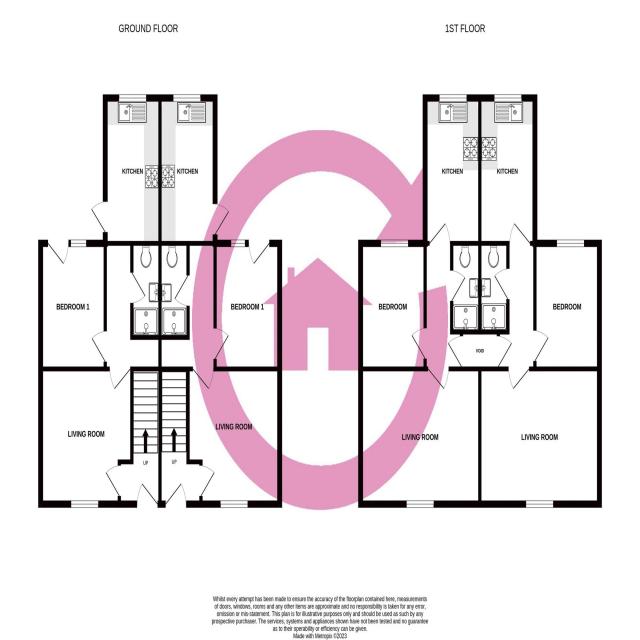 GROUND FLOOR
1ST FLOOR
KITCHEN
KITCHEN
KITCHEN
KITCHEN
BEDROOM 1
BEDROOM 1
BEDROOM
BEDROOM
VOID
LIVING ROOM
LIVING ROOM
LIVING ROOM
LIVING ROOM
UP
UP
Whilst every attempt has been made to ensure the accuracy of the floorplan contained here, measurements
of doors, windows, rooms and any other items are approximate and no responsibility is taken for any error,
omission or mis-statement. This plan is for illustrative purposes only and should be used as such by any
prospective purchaser. The services, systems and appliances shown have not been tested and no guarantee
as to their operability or efficiency can be given.
Made with Metropix ©2023